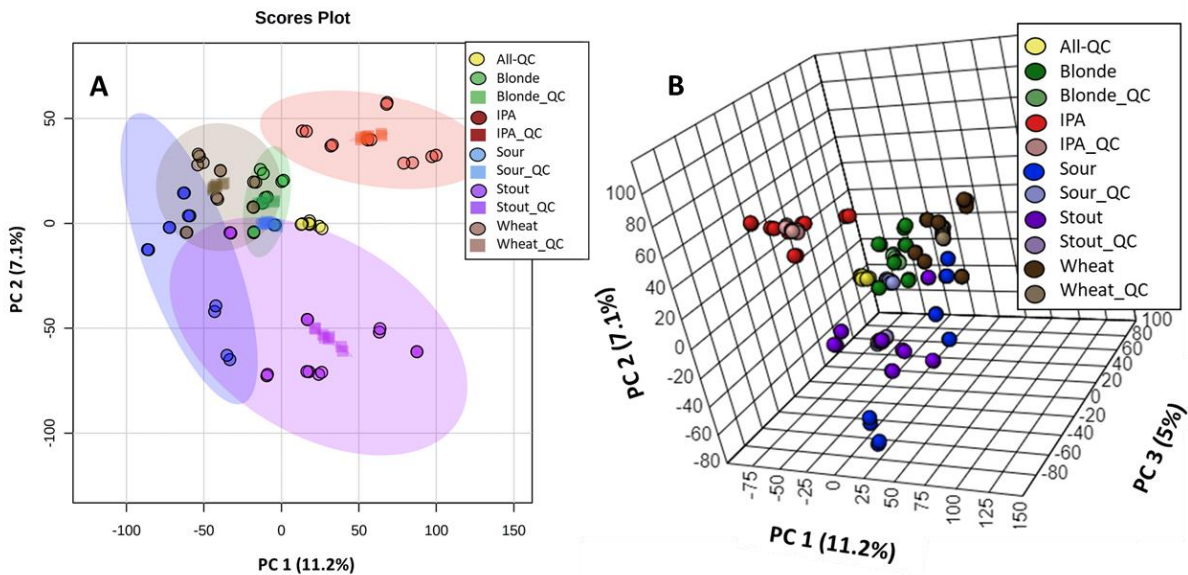 Scores Plot
A
All-QC
Blonde
Blonde_QC
IPA
IPA_QC
Sour
Sour_QC
Stout
Stout_QC
Wheat
Wheat_QC
50
0
-50
-100
PC 2 (7.1%)
-100
-50
0
50
100
150
PC 1 (11.2%)
B
All-QC
Blonde
Blonde_QC
IPA
IPA_QC
Sour
Sour_QC
Stout
Stout_QC
Wheat
Wheat_QC
100
80
60
40
20
0
-20
-40
-60
-80
PC 2 (7.1%)
-75
-50
-25
0
25
50
75
100
125
150
PC 1 (11.2%)
100
80
60
40
20
0
-20
-40
-60
-80
PC 3 (5%)